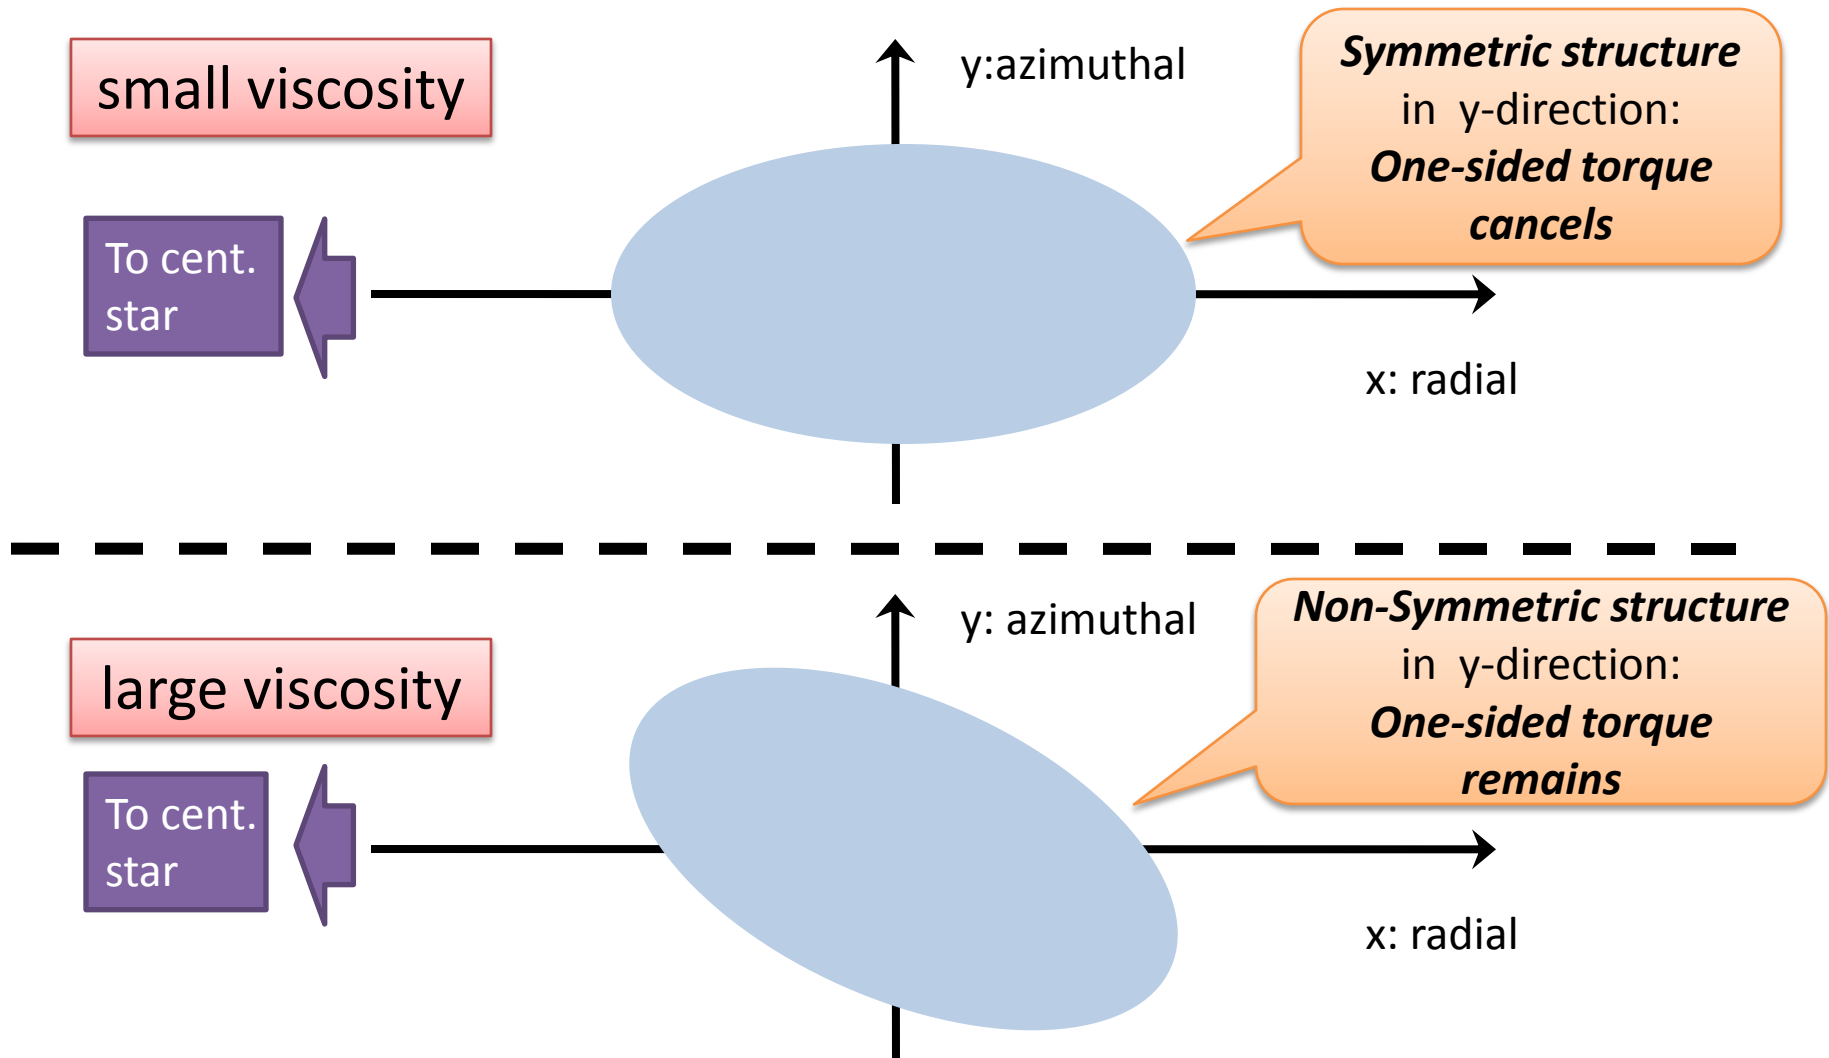 small viscosity
y:azimuthal
Symmetric structure
in y-direction:
One-sided torque
cancels
To cent.
star
x: radial
large viscosity
y: azimuthal
Non-Symmetric structure
in y-direction:
One-sided torque
remains
To cent.
star
x: radial